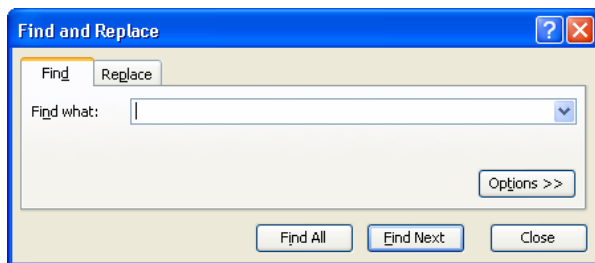 Find and Replace
Find Replace
Find what:
Options >>
Find All Find Next Close